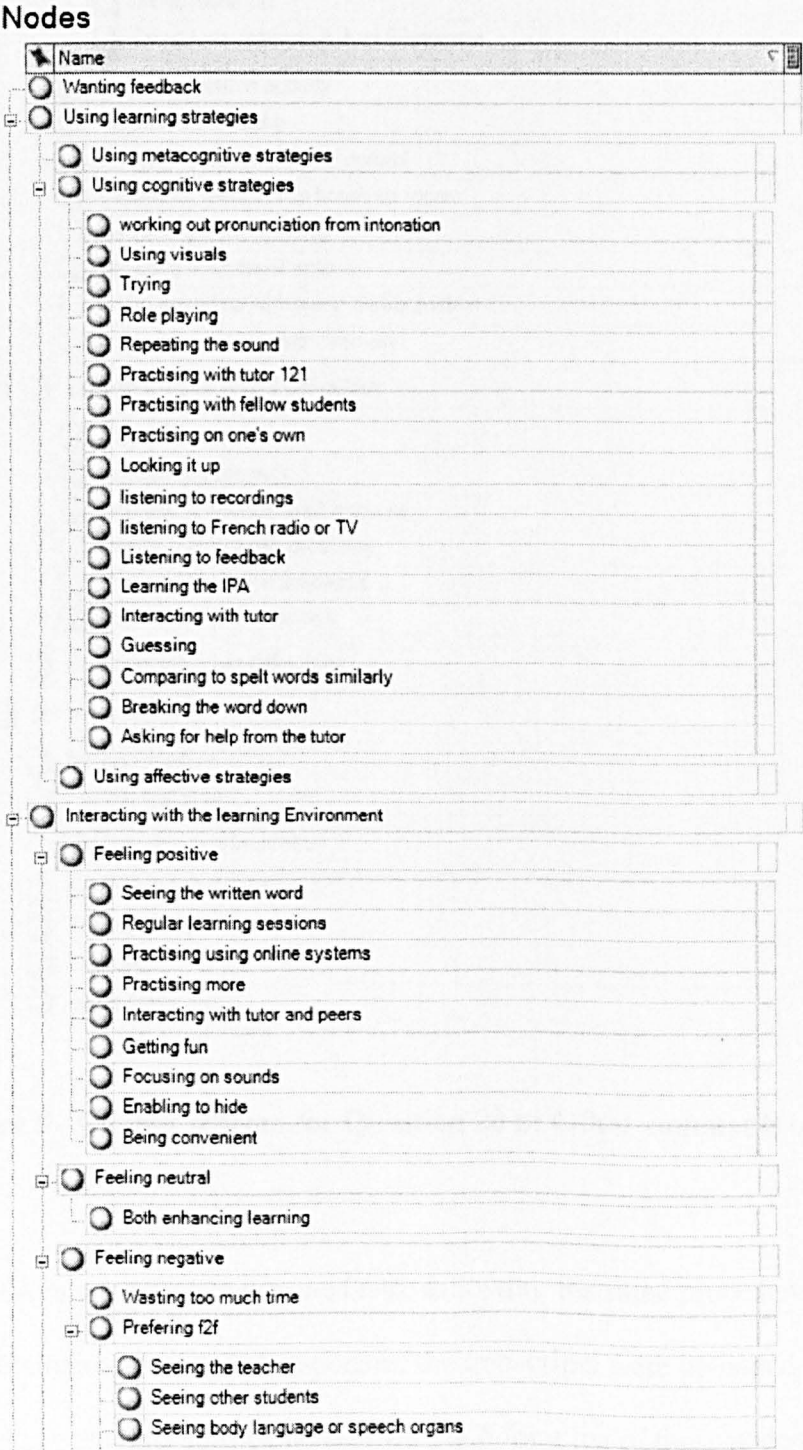 Nodes
Name
Wanting feedback
Using learning strategies
Using metacognitive strategies
Using cognitive strategies
working out pronunciation from intonation
Using visuals
Trying
Role playing
Repeating the sound
Practising with tutor 121
Practising with fellow students
Practising on one's own
Looking it up
listening to recordings
listening to French radio or TV
Listening to feedback
Learning the IPA
Interacting with tutor
Guessing
Comparing to spelt words similarly
Breaking the word down
Asking for help from the tutor
Using affective strategies
Interacting with the learning Environment
Feeling positive
Seeing the written word
Regular learning sessions
Practising using online systems
Practising more
Interacting with tutor and peers
Getting fun
Focusing on sounds
Enabling to hide
Being convenient
Feeling neutral
Both enhancing learning
Feeling negative
Wasting too much time
Prefering f2f
Seeing the teacher
Seeing other students
Seeing body language or speech organs